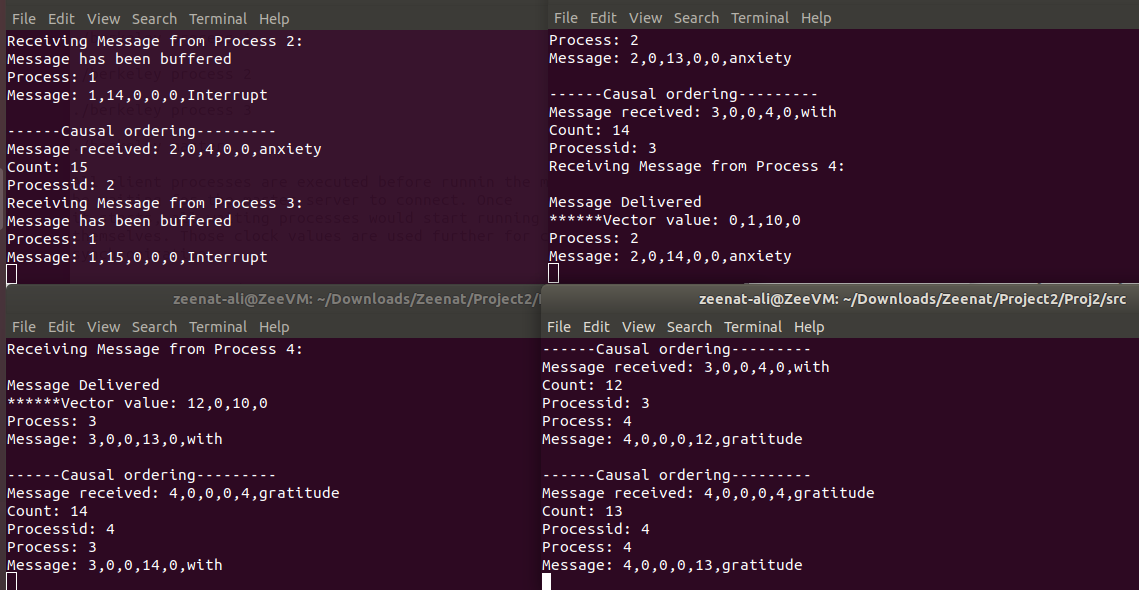 File Edit View Search Terminal Help
Receiving Message from Process 2:
Message has been buffered
Process: 1
Message: 1,14,0,0,0,Interrupt
------Causal ordering---------
Message received: 2,0,4,0,0,anxiety
Count: 15
Processid: 2
Receiving Message from Process 3:
Message has been buffered
Process: 1
Message: 1,15,0,0,0,Interrupt
File Edit View Search Terminal Help
Process: 2
Message: 2,0,13,0,0,anxiety
------Causal ordering---------
Message received: 3,0,0,4,0,with
Count: 14
Processid: 3
Receiving Message from Process 4:
Message Delivered
******Vector value: 0,1,10,0
Process: 2
Message: 2,0,14,0,0,anxiety
zeenat-ali@ZeeVM: ~/Downloads/Zeenat/Project2/
File Edit View Search Terminal Help
Receiving Message from Process 4:
Message Delivered
******Vector value: 12,0,10,0
Process: 3
Message: 3,0,0,13,0,with
------Causal ordering---------
Message received: 4,0,0,0,4,gratitude
Count: 14
Processid: 4
Process: 3
Message: 3,0,0,14,0,with
zeenat-ali@ZeeVM: ~/Downloads/Zeenat/Project2/Proj2/src
File Edit View Search Terminal Help
------Causal ordering---------
Message received: 3,0,0,4,0,with
Count: 12
Processid: 3
Process: 4
Message: 4,0,0,0,12,gratitude
------Causal ordering---------
Message received: 4,0,0,0,4,gratitude
Count: 13
Processid: 4
Process: 4
Message: 4,0,0,0,13,gratitude